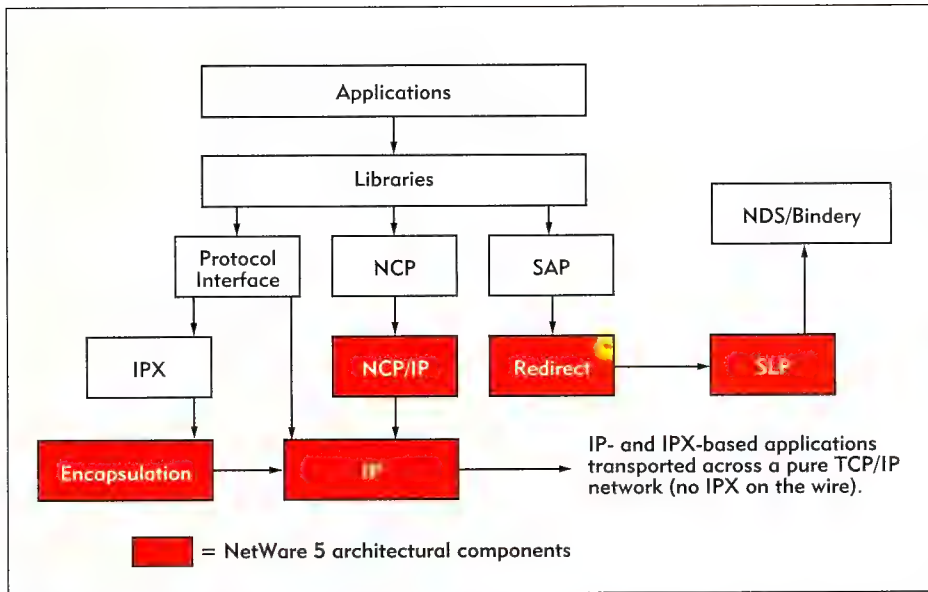 Applications
Libraries
NDS/Bindery
Protocol
Interface
NCP
SAP
IPX
NCP/IP
Redirect
SLP
IP- and IPX-based applications
transported across a pure TCP/IP
network (no IPX on the wire).
Encapsulation
IP
= NetWare 5 architectural components